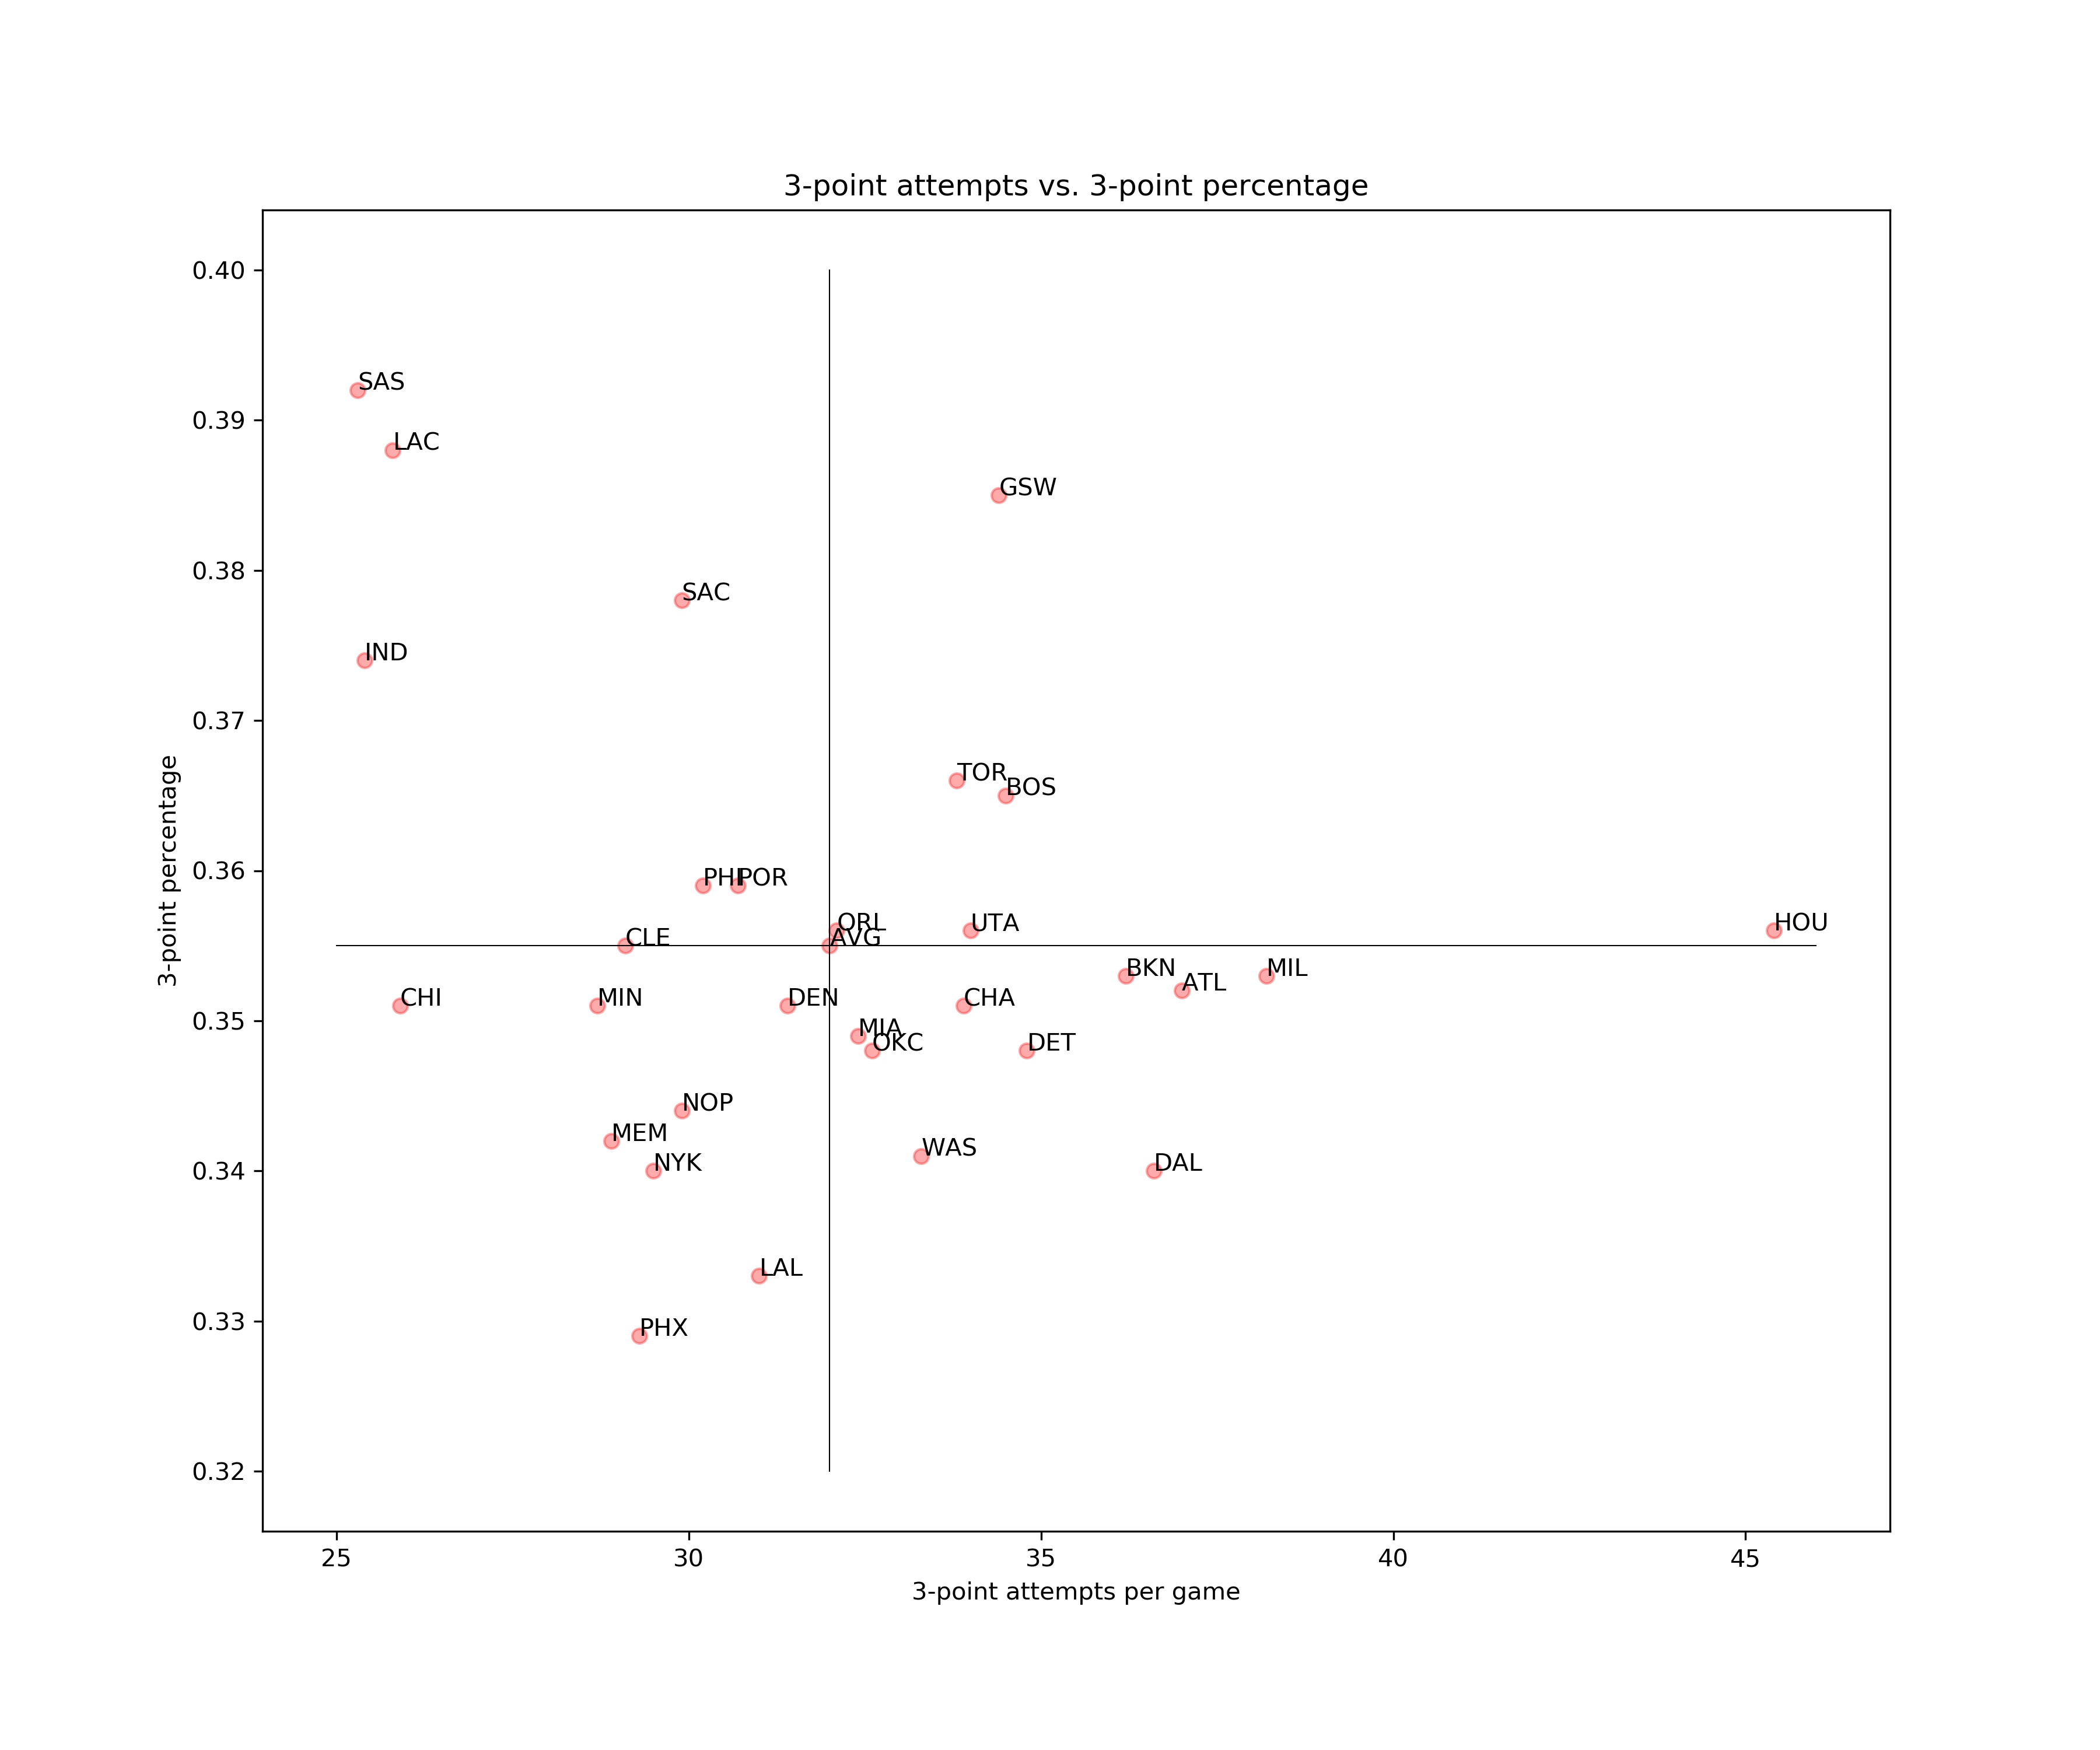 3-point attempts vs. 3-point percentage
0.40
SAS
0.39
LAC
GSW
0.38
SAC
IND
0.37
TOR
BOS
0.36
PHI
POR
ORL
UTA
HOU
CLE
AVG
BKN
MIL
ATL
CHI
MIN
DEN
CHA
0.35
MIA
OKC
DET
NOP
MEM
WAS
0.34
NYK
DAL
LAL
0.33
PHX
0.32
3-point percentage
25 30 35 40 45
3-point attempts per game